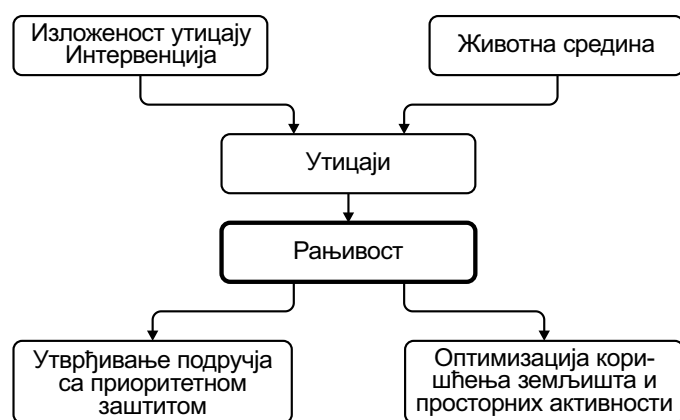 Изложеност утицају
Интервенција
Животна средина
Утицаји
Рањивост
Утврђивање подручја
са приоритетном
заштитом
Оптимизација кори-
шћења земљишта и
просторних активности